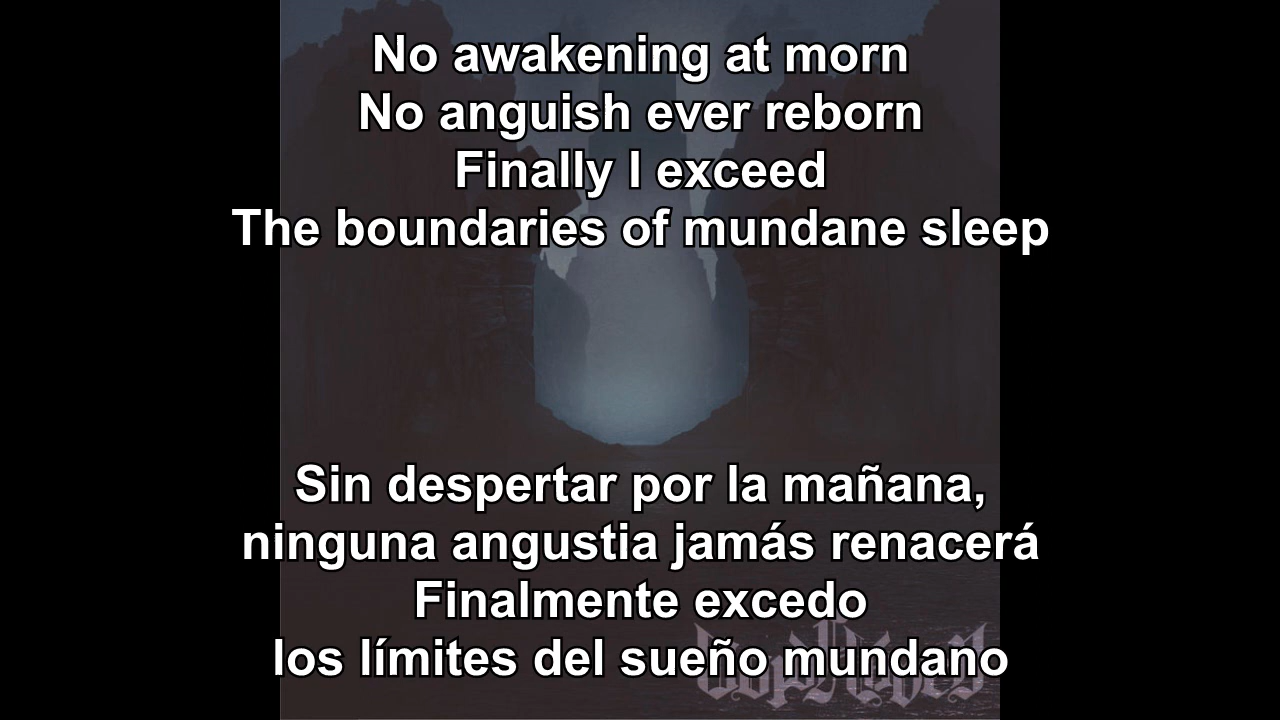 No awakening at morn
No anguish ever reborn
Finally I exceed
The boundaries of mundane sleep
Sin despertar por la mañana,
ninguna angustia jamás renacerá
Finalmente excedo
los límites del sueño mundano